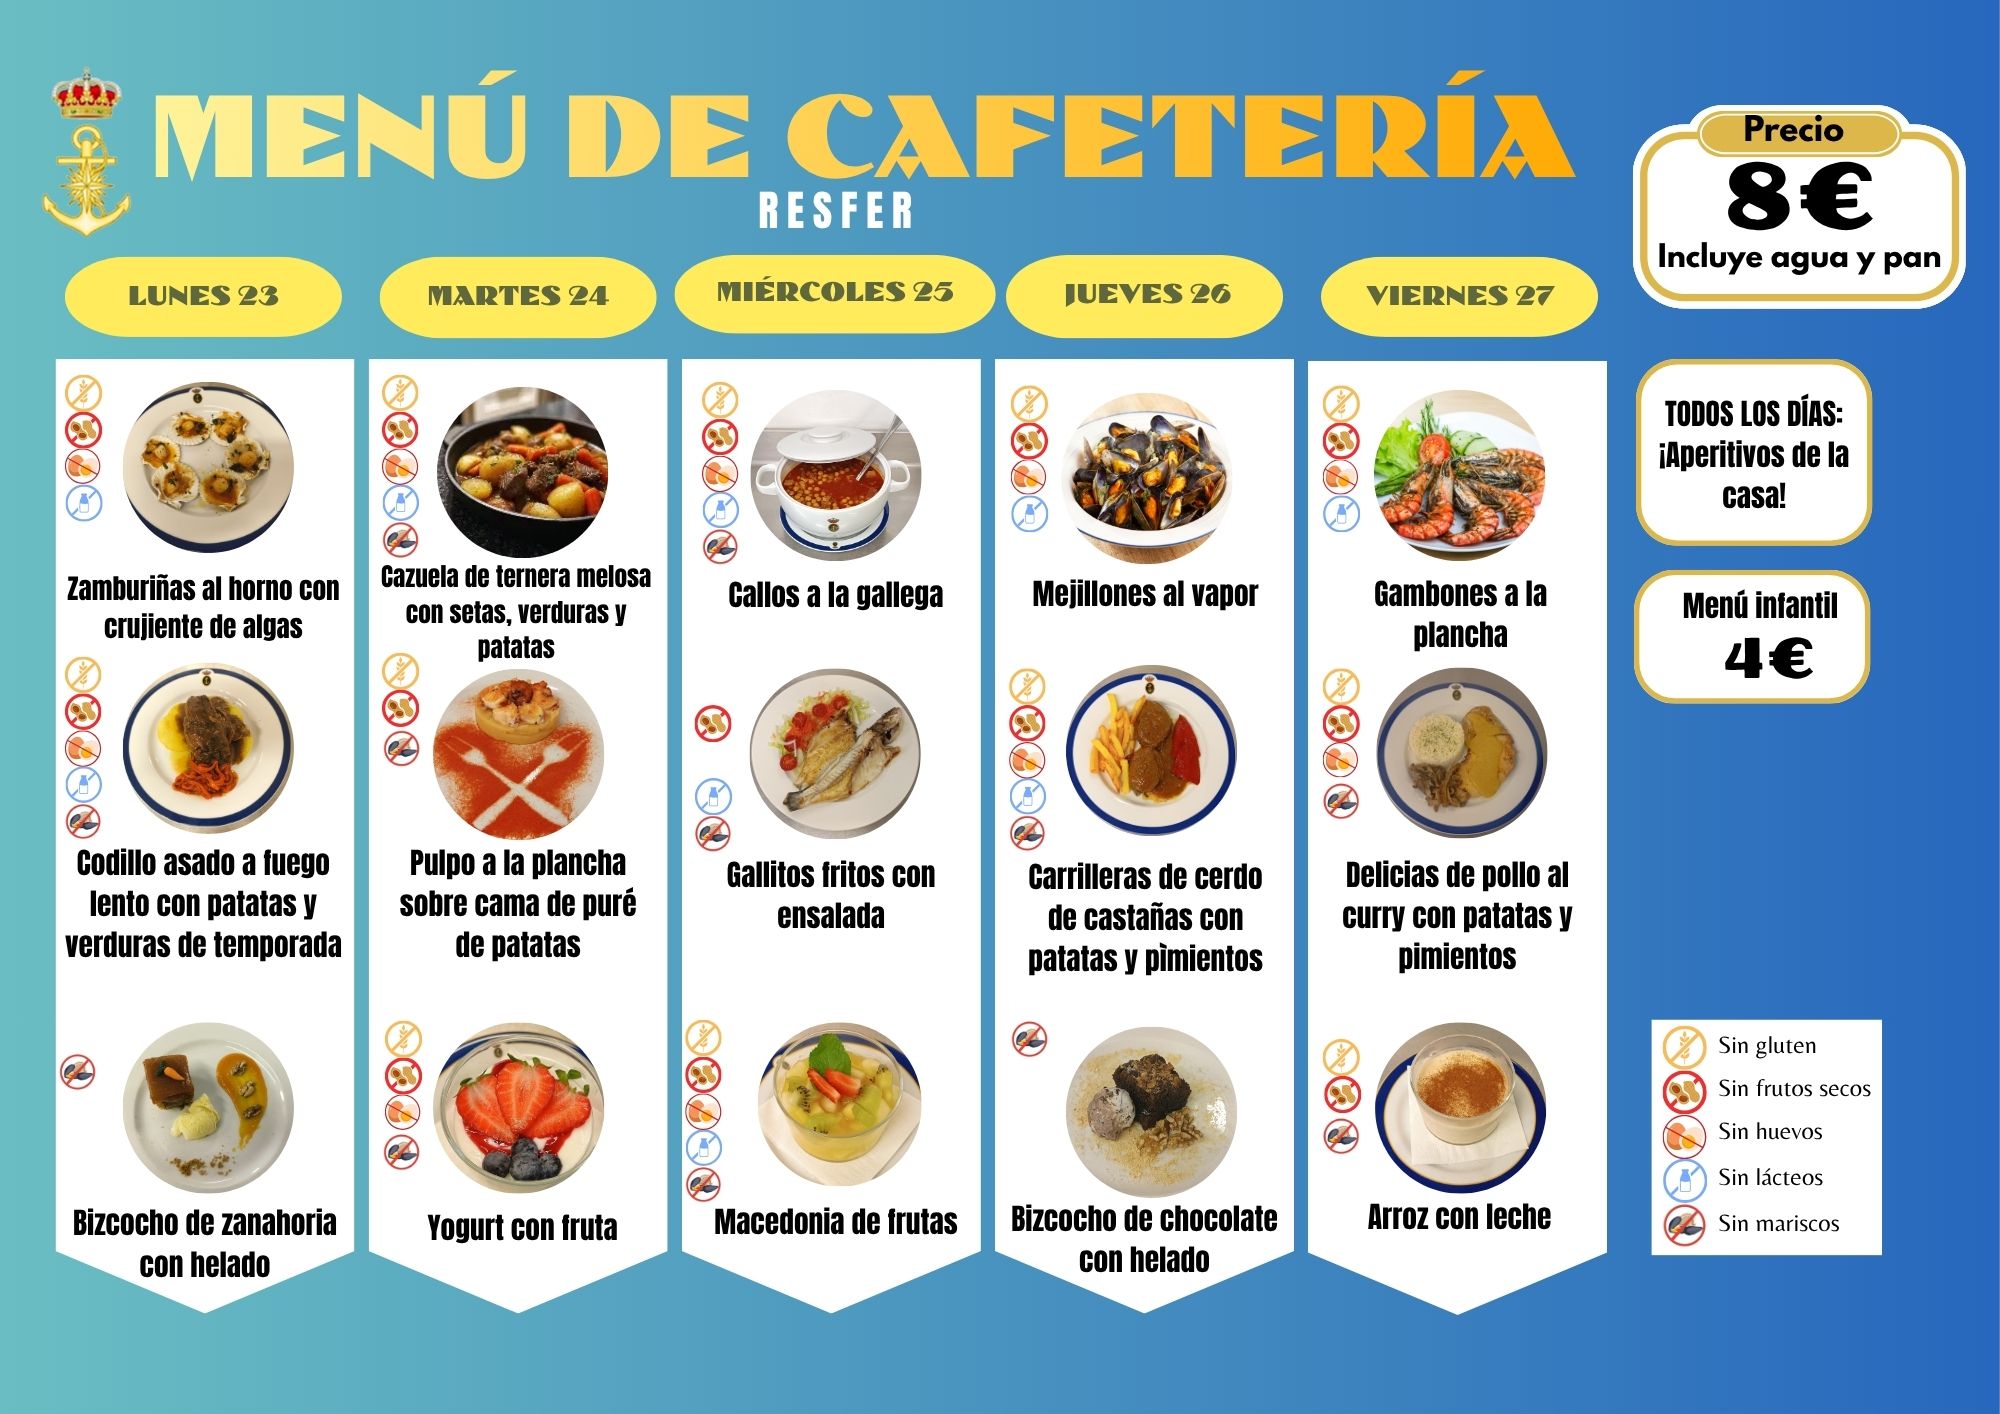 MENÚ DE CAFETERÍA
RESFER
Precio
8€
Incluye agua y pan
LUNES 23
MARTES 24
MIÉRCOLES 25
JUEVES 26
VIERNES 27
Zamburiñas al horno con
crujiente de algas
Codillo asado a fuego
lento con patatas y
verduras de temporada
Bizcocho de zanahoria
con helado
Cazuela de ternera melosa
con setas, verduras y
patatas
Pulpo a la plancha
sobre cama de puré
de patatas
Yogurt con fruta
Callos a la gallega
Gallitos fritos con
ensalada
Macedonia de frutas
Mejillones al vapor
Carrilleras de cerdo
de castañas con
patatas y pìmientos
Bizcocho de chocolate
con helado
Gambones a la
plancha
Delicias de pollo al
curry con patatas y
pimientos
Arroz con leche
TODOS LOS DÍAS:
¡Aperitivos de la
casa!
Menú infantil
4€
Sin gluten
Sin frutos secos
Sin huevos
Sin lácteos
Sin mariscos